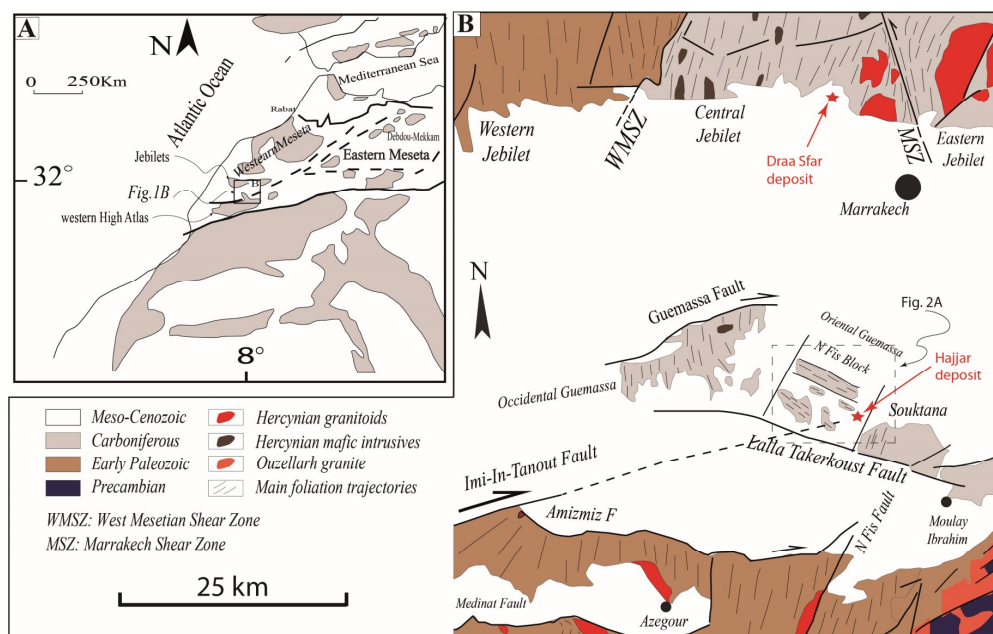 A
N
0 250Km
Atlantic Ocean
Mediterranean Sea
Rabat
Debdou-Mekkam
Westearn Meseta
Eastern Meseta
Jebilets
32°
Fig.1B
B
western High Atlas
8°
Meso-Cenozoic
Carboniferous
Early Paleozoic
Precambian
Hercynian granitoids
Hercynian mafic intrusives
Ouzellarh granite
Main foliation trajectories
WMSZ: West Mesetian Shear Zone
MSZ: Marrakech Shear Zone
25 km
B
Western
Jebilet
WMSZ
Central
Jebilet
MSZ
Eastern
Jebilet
Draa Sfar
deposit
Marrakech
N
Guemassa Fault
Fig. 2A
Oriental Guemassa
N Fis Block
Hajjar
deposit
Occidental Guemassa
Souktana
Lalla Takerkoust Fault
Imi-In-Tanout Fault
Amizmiz F
N Fis Fault
Moulay
Ibrahim
Medinat Fault
Azegour